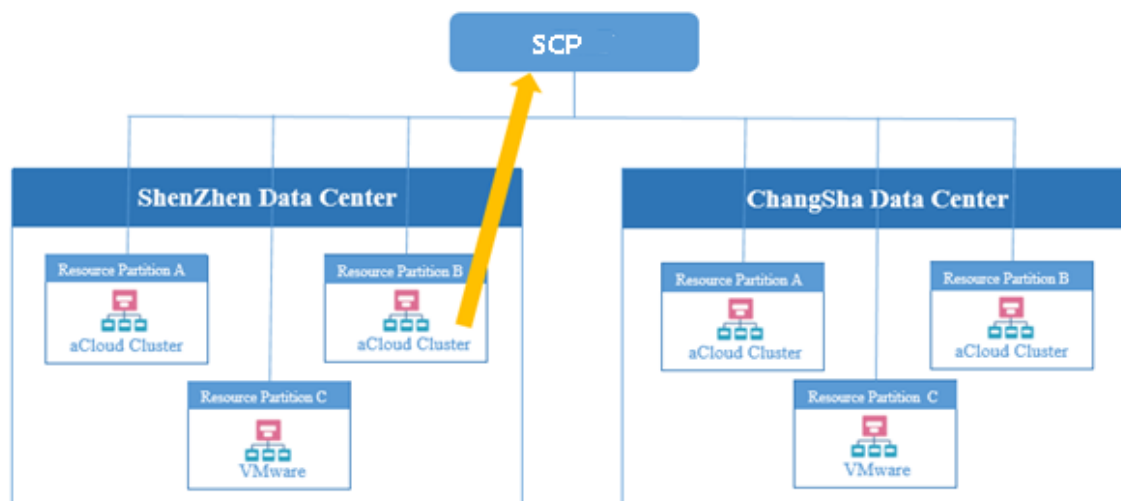 SCP
ShenZhen Data Center
Resource Partition A
aCloud Cluster
Resource Partition B
aCloud Cluster
Resource Partition C
VMware
ChangSha Data Center
Resource Partition A
aCloud Cluster
Resource Partition B
aCloud Cluster
Resource Partition C
VMware